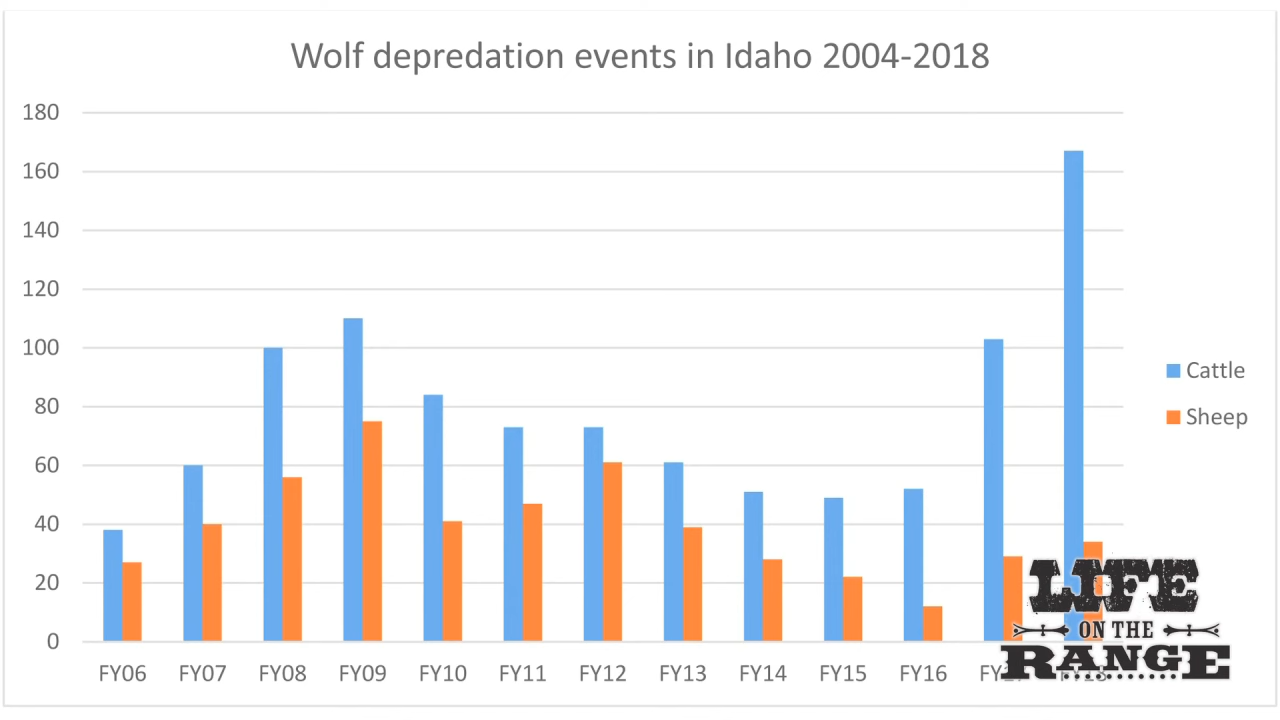 Wolf depredation events in Idaho 2004-2018
180
160
140
120
100
80
60
40
20
0
Cattle
Sheep
FY06 FY07 FY08 FY09 FY10 FY11 FY12 FY13 FY14 FY15 FY16
LIFE
ON THE
RANGE